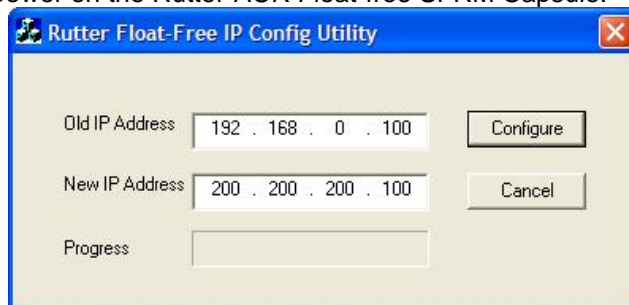 Rutter Float-Free IP Config Utility
Old IP Address 192 . 168 . 0 . 100 Configure
New IP Address 200 . 200 . 200 . 100 Cancel
Progress